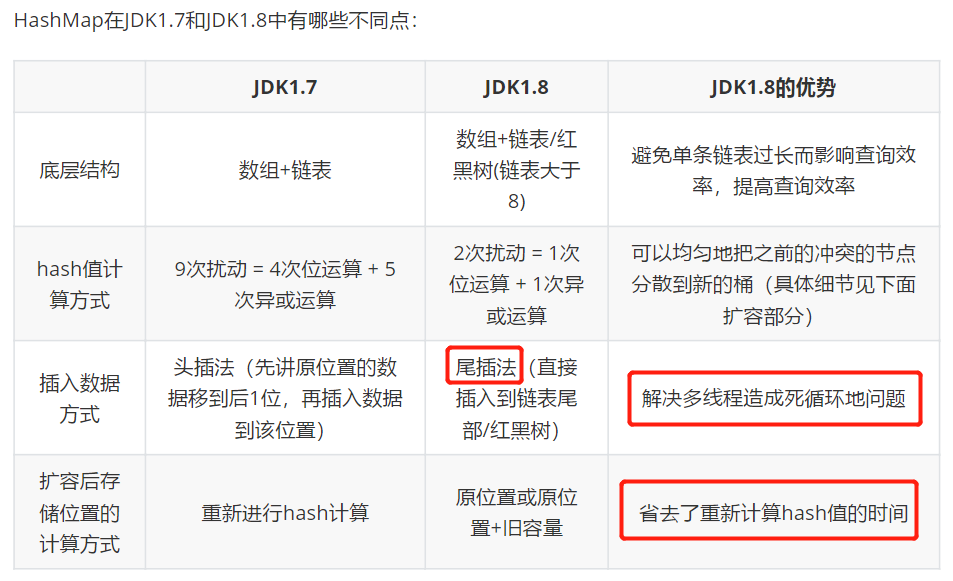 HashMap在JDK1.7和JDK1.8中有哪些不同点：
JDK1.7
JDK1.8
JDK1.8的优势
底层结构
数组+链表
数组+链表/红
黑树(链表大于
8)
避免单条链表过长而影响查询效
率，提高查询效率
hash值计
算方式
9次扰动 = 4次位运算 + 5
次异或运算
2次扰动 = 1次
位运算 + 1次异
或运算
可以均匀地把之前的冲突的节点
分散到新的桶（具体细节见下面
扩容部分）
插入数据
方式
头插法（先讲原位置的数
据移到后1位，再插入数据
到该位置）
尾插法（直接
插入到链表尾
部/红黑树）
解决多线程造成死循环地问题
扩容后存
储位置的
计算方式
重新进行hash计算
原位置或原位
置+旧容量
省去了重新计算hash值的时间